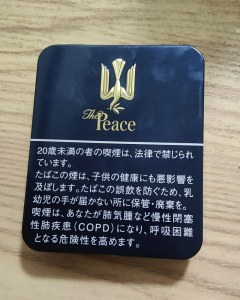 The
Peace
20歳未満の者の喫煙は、法律で禁じられ
ています。
たばこの煙は、子供の健康にも悪影響を
及ぼします。たばこの誤飲を防ぐため、乳
幼児の手が届かない所に保管・廃棄を。
喫煙は、あなたが肺気腫など慢性閉塞
性肺疾患（COPD）になり、呼吸困難
となる危険性を高めます。